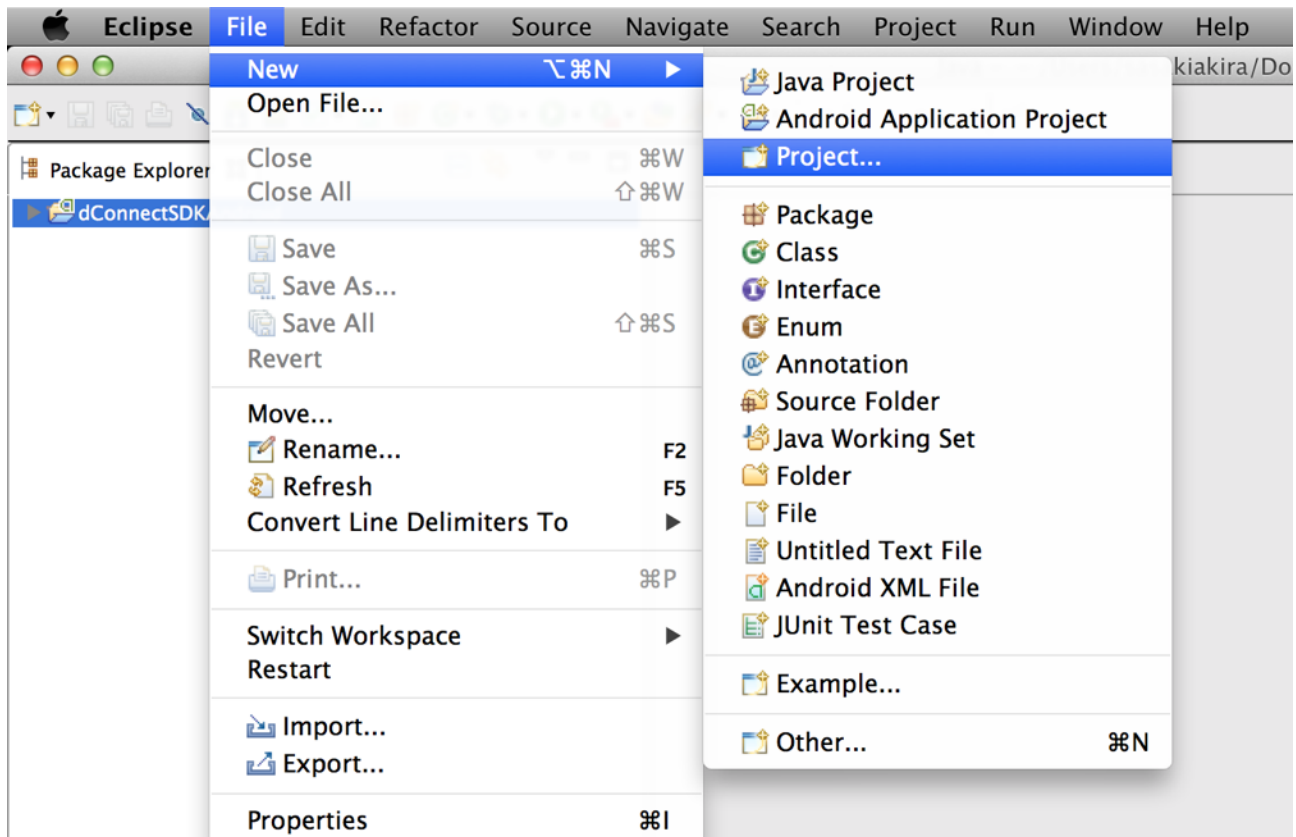 Eclipse File Edit Refactor Source Navigate Search Project Run Window Help
kiakira/Do
Package Explorer
dConnectSDK
New ⌥⌘N ▶
Open File...
Close ⌘W
Close All ⇧⌘W
Save ⌘S
Save As...
Save All ⇧⌘S
Revert
Move...
Rename... F2
Refresh F5
Convert Line Delimiters To ▶
Print... ⌘P
Switch Workspace ▶
Restart
Import...
Export...
Properties ⌘I
Java Project
Android Application Project
Project...
Package
Class
Interface
Enum
Annotation
Source Folder
Java Working Set
Folder
File
Untitled Text File
Android XML File
JUnit Test Case
Example...
Other... ⌘N